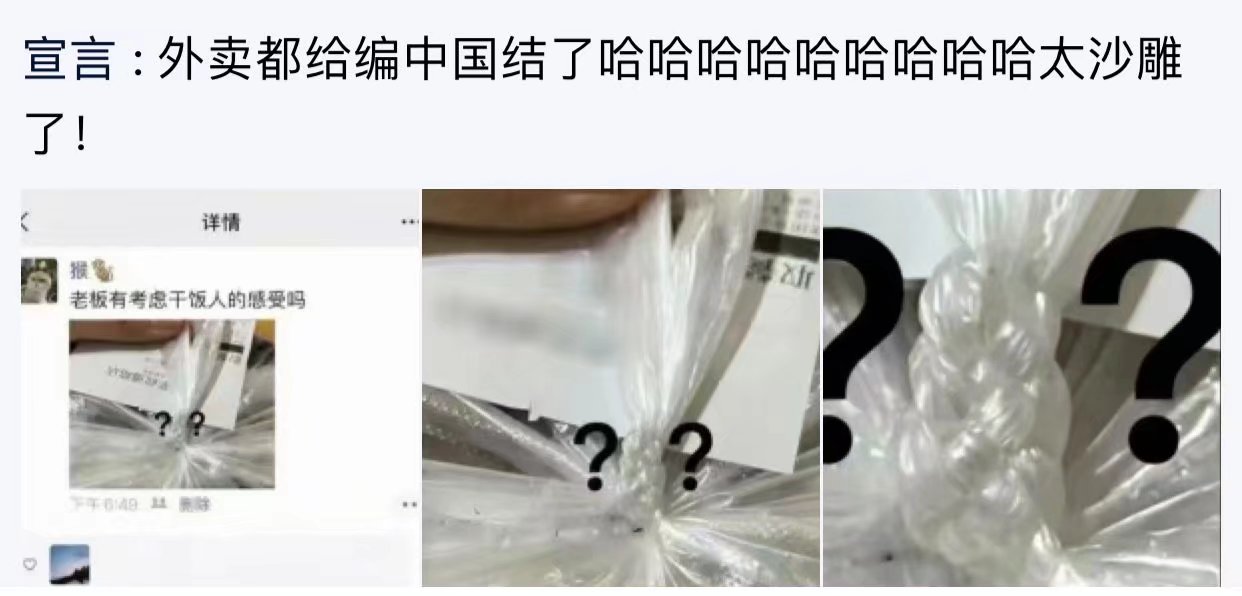 宣言：外卖都给编中国结了哈哈哈哈哈哈哈哈哈太沙雕
了！
详情
猴
老板有考虑干饭人的感受吗
? ?
下午6:49 删除
? ?
? ?